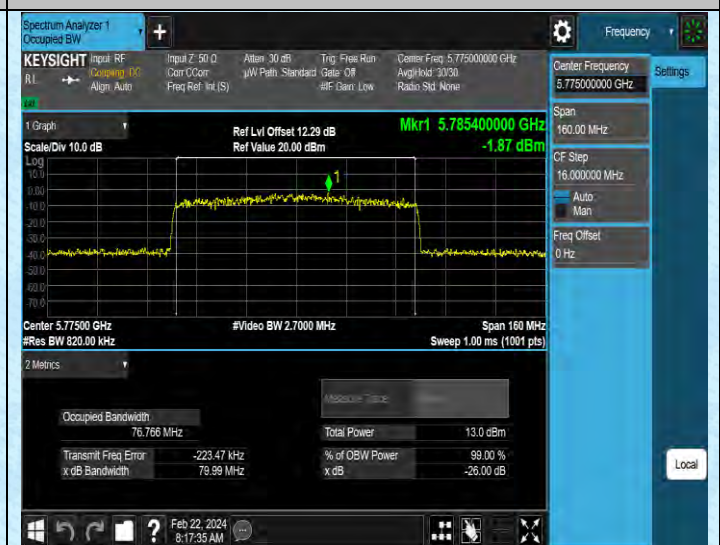 Spectrum Analyzer 1
Occupied BW
+
Frequency
KEYSIGHT Input: RF Input Z: 50 Ω Atten: 30 dB Trig: Free Run Center Freq: 5.775000000 GHz
RL Coupling: DC Corr CCorr µW Path: Standard Gate: Off Avg|Hold: 30/30
Align: Auto Freq Ref: Int (S) #IF Gain: Low Radio Std: None
Center Frequency
5.775000000 GHz
Settings
Span
160.00 MHz
CF Step
16.000000 MHz
Auto
Man
Freq Offset
0 Hz
Local
1 Graph
Ref Lvl Offset 12.29 dB
Mkr1 5.785400000 GHz
Scale/Div 10.0 dB
Ref Value 20.00 dBm
-1.87 dBm
Log
10.0
0.00
-10.0
-20.0
-30.0
-40.0
-50.0
-60.0
-70.0
1
Center 5.77500 GHz
#Video BW 2.7000 MHz
Span 160 MHz
#Res BW 820.00 kHz
Sweep 1.00 ms (1001 pts)
2 Metrics
Measure Trace
Occupied Bandwidth
76.766 MHz
Total Power 13.0 dBm
Transmit Freq Error -223.47 kHz
% of OBW Power 99.00 %
x dB Bandwidth 79.99 MHz
x dB -26.00 dB
?
Feb 22, 2024
8:17:35 AM